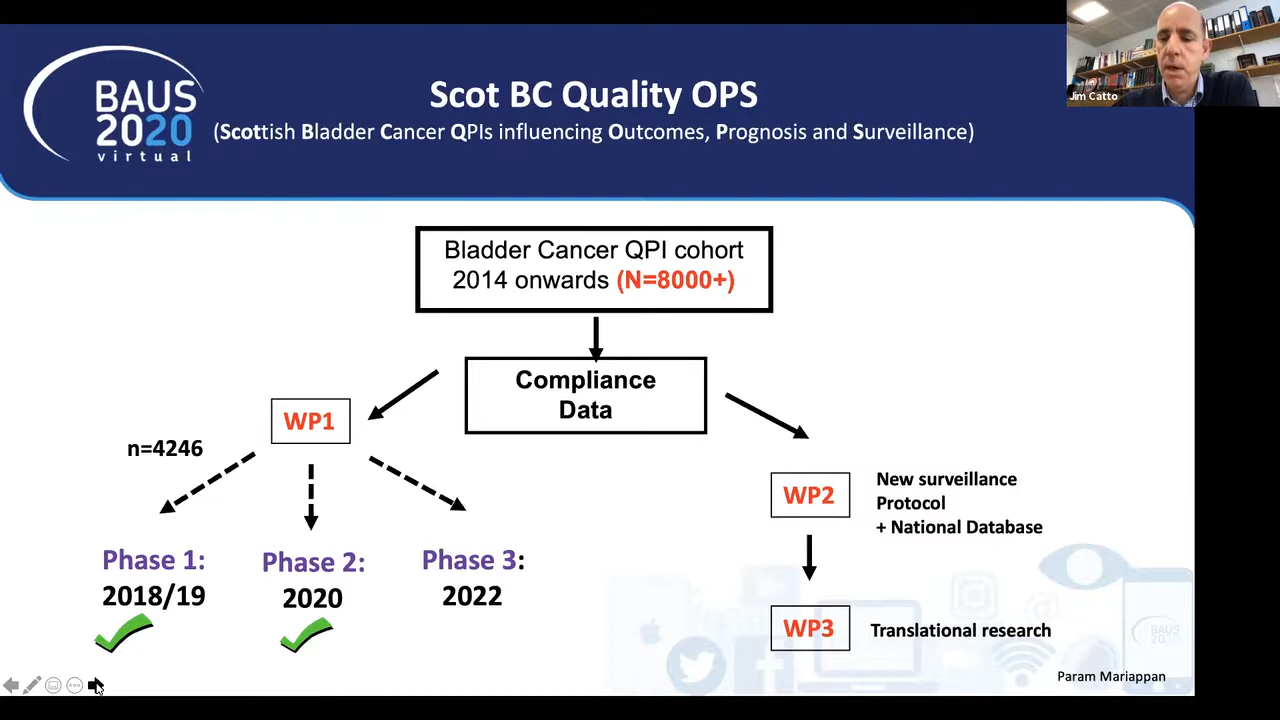 BAUS
2020
virtual
Scot BC Quality OPS
(Scottish Bladder Cancer QPIs influencing Outcomes, Prognosis and Surveillance)
Jim Catto
Bladder Cancer QPI cohort
2014 onwards (N=8000+)
Compliance
Data
WP1
n=4246
Phase 1:
2018/19
Phase 2:
2020
Phase 3:
2022
WP2
New surveillance
Protocol
+ National Database
WP3
Translational research
BAUS
2020
Param Mariappan